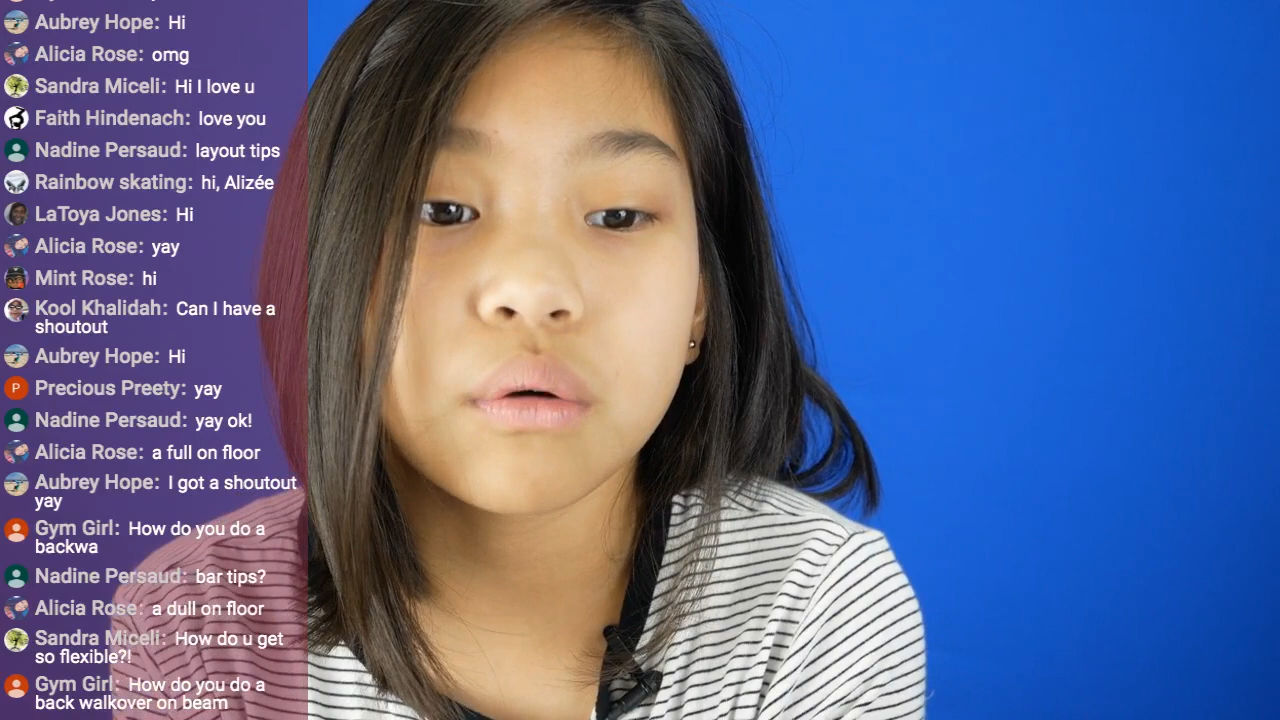 Aubrey Hope: Hi
Alicia Rose: omg
Sandra Miceli: Hi I love u
Faith Hindenach: love you
Nadine Persaud: layout tips
Rainbow skating: hi, Alizée
LaToya Jones: Hi
Alicia Rose: yay
Mint Rose: hi
Kool Khalidah: Can I have a
shoutout
Aubrey Hope: Hi
P Precious Preety: yay
Nadine Persaud: yay ok!
Alicia Rose: a full on floor
Aubrey Hope: I got a shoutout
yay
Gym Girl: How do you do a
backwa
Nadine Persaud: bar tips?
Alicia Rose: a dull on floor
Sandra Miceli: How do u get
so flexible?!
Gym Girl: How do you do a
back walkover on beam